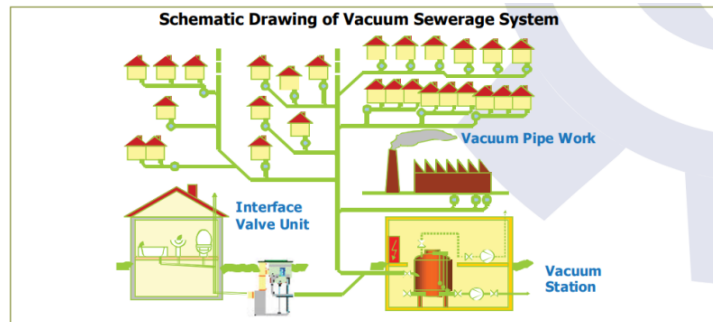 Schematic Drawing of Vacuum Sewerage System
Vacuum Pipe Work
Interface
Valve Unit
Vacuum
Station